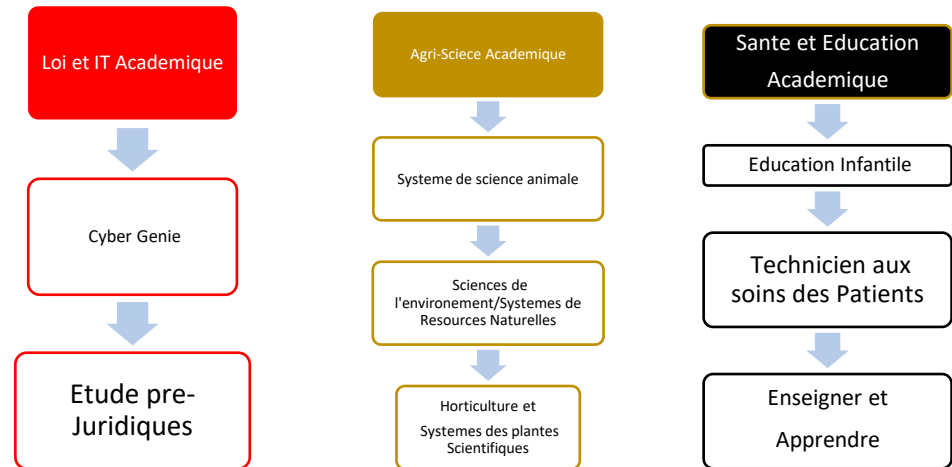 Loi et IT Academique
Cyber Genie
Etude pre-
Juridiques
Agri-Sciece Academique
Systeme de science animale
Sciences de
l'environement/Systemes de
Resources Naturelles
Horticulture et
Systemes des plantes
Scientifiques
Sante et Education
Academique
Education Infantile
Technicien aux
soins des Patients
Enseigner et
Apprendre